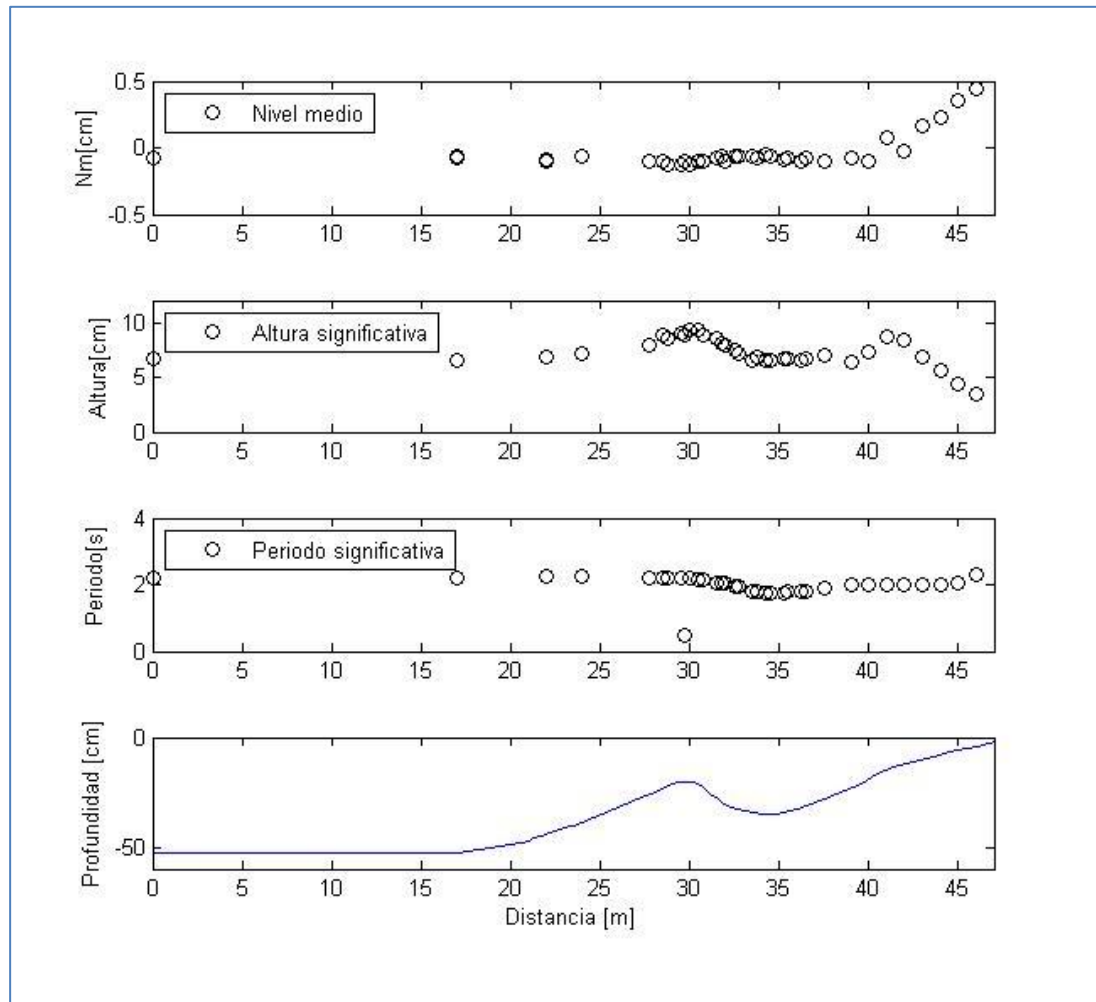 0.5
Nivel medio
Nm[cm]
0
-0.5
0 5 10 15 20 25 30 35 40 45
10
Altura significativa
Altura[cm]
5
0
0 5 10 15 20 25 30 35 40 45
4
Periodo significativa
Periodo[s]
2
0
0 5 10 15 20 25 30 35 40 45
0
Profundidad [cm]
-50
0 5 10 15 20 25 30 35 40 45
Distancia [m]